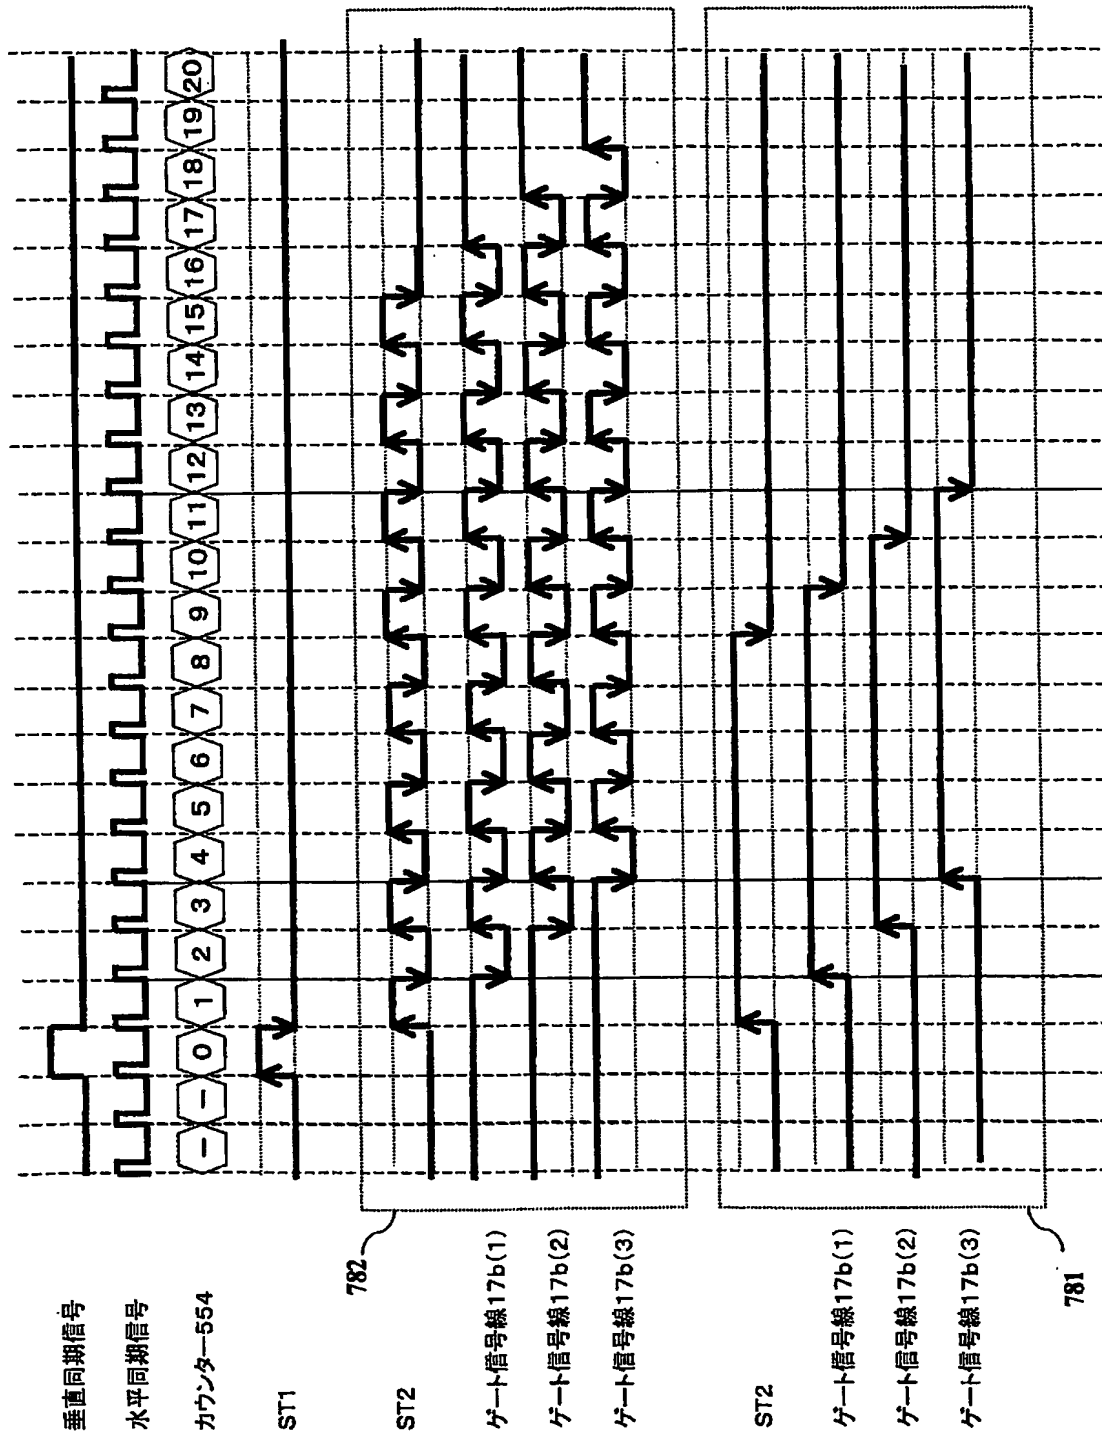 垂直同期信号
水平同期信号
カウンター554
— — 0 1 2 3 4 5 6 7 8 9 10 11 12 13 14 15 16 17 18 19 20
ST1
782
ST2
ゲート信号線17b(1)
ゲート信号線17b(2)
ゲート信号線17b(3)
ST2
ゲート信号線17b(1)
ゲート信号線17b(2)
ゲート信号線17b(3)
781